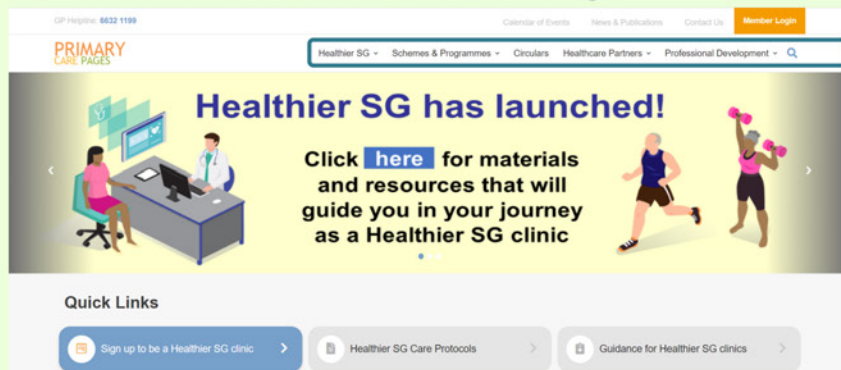 GP Helpline: 6632 1199
Calendar of Events News & Publications Contact Us Member Login
PRIMARY
CARE PAGES
Healthier SG Schemes & Programmes Circulars Healthcare Partners Professional Development
Healthier SG has launched!
Click here for materials
and resources that will
guide you in your journey
as a Healthier SG clinic
Quick Links
Sign up to be a Healthier SG clinic
Healthier SG Care Protocols
Guidance for Healthier SG clinics